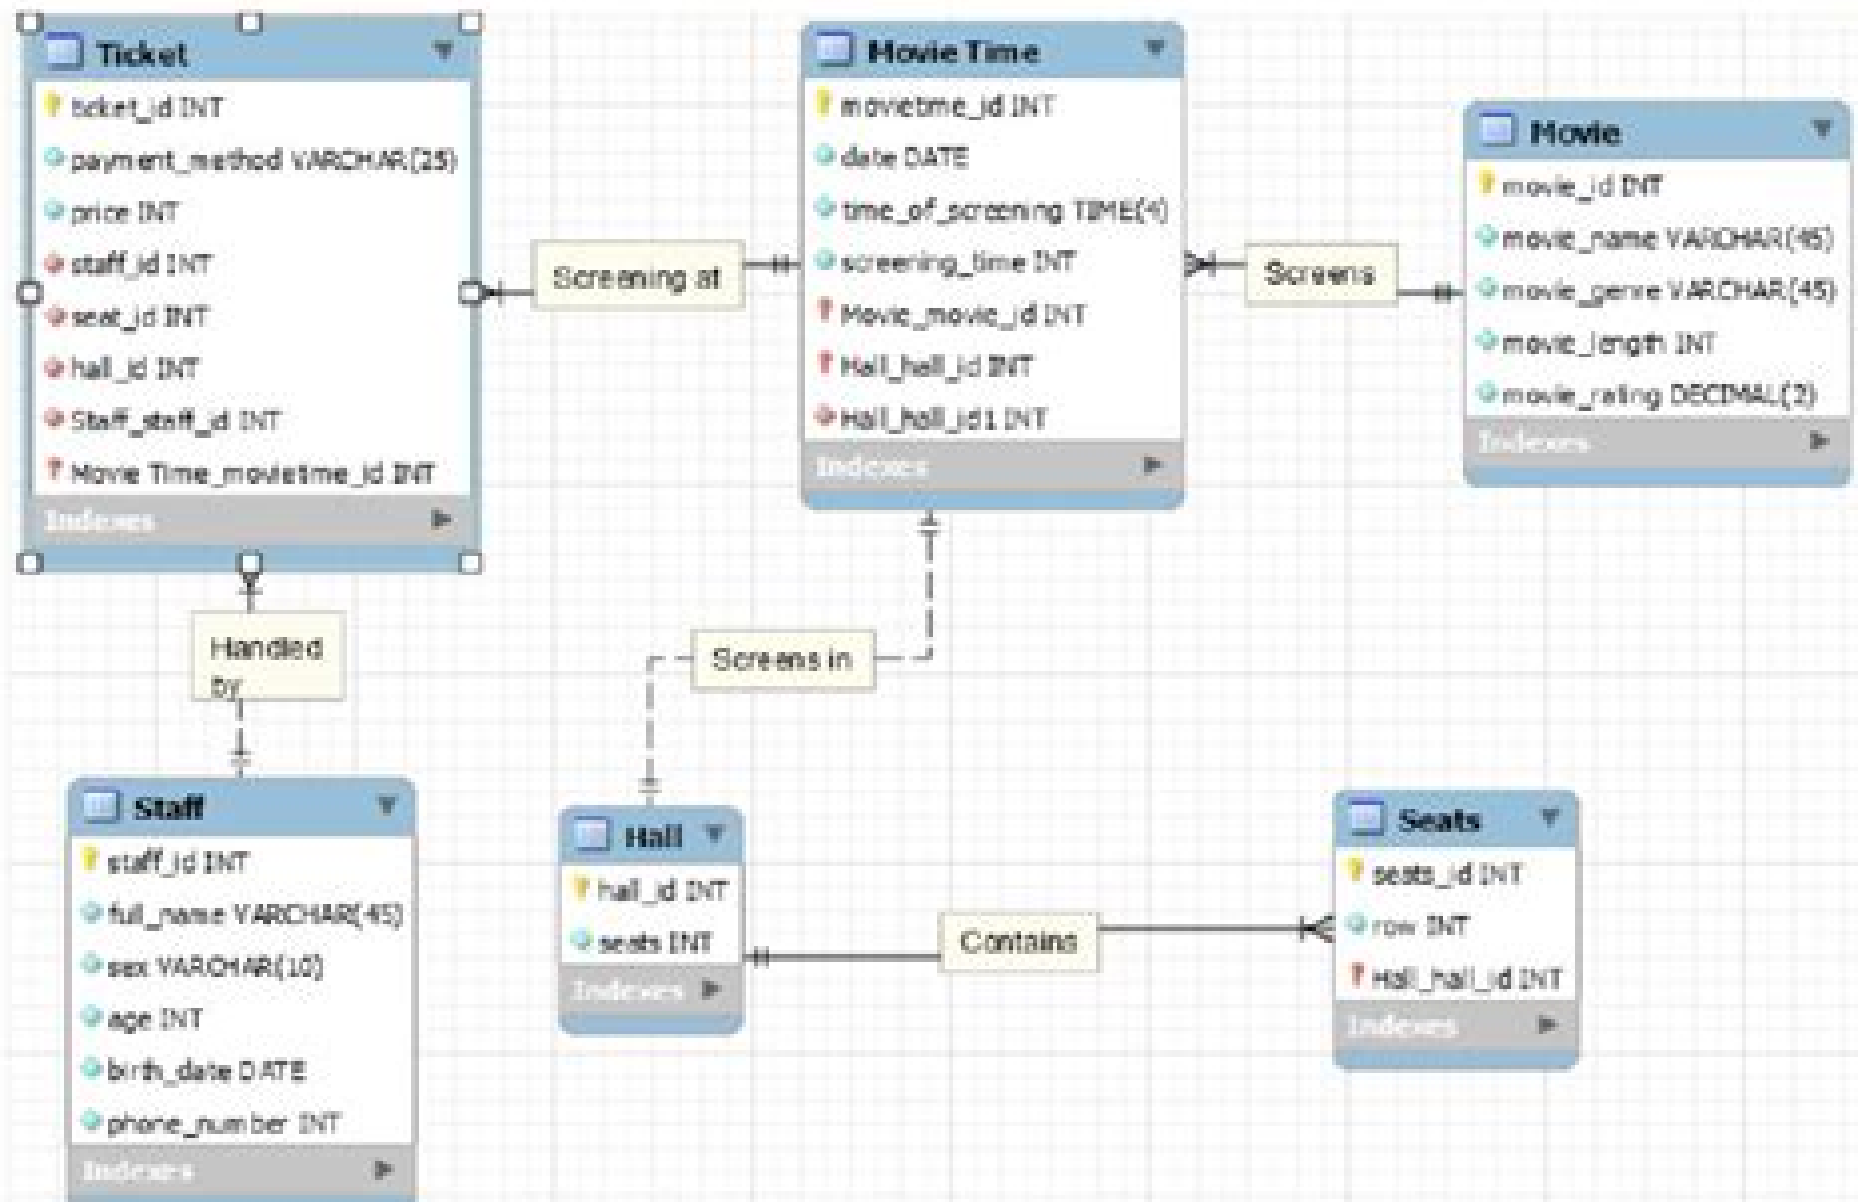 Ticket
ticket_id INT
payment_method VARCHAR(25)
price INT
staff_id INT
seat_id INT
hall_id INT
Staff_staff_id INT
Movie Time_movietime_id INT
Indexes
Screening at
Movie Time
movietime_id INT
date DATE
time_of_screening TIME(4)
screening_time INT
Movie_movie_id INT
Hall_hall_id INT
Hall_hall_id1 INT
Indexes
Screens
Movie
movie_id INT
movie_name VARCHAR(45)
movie_genre VARCHAR(45)
movie_length INT
movie_rating DECIMAL(2)
Indexes
Handled
by
Screens in
Staff
staff_id INT
full_name VARCHAR(45)
sex VARCHAR(10)
age INT
birth_date DATE
phone_number INT
Indexes
Hall
hall_id INT
seats INT
Indexes
Contains
Seats
seats_id INT
row INT
Hall_hall_id INT
Indexes